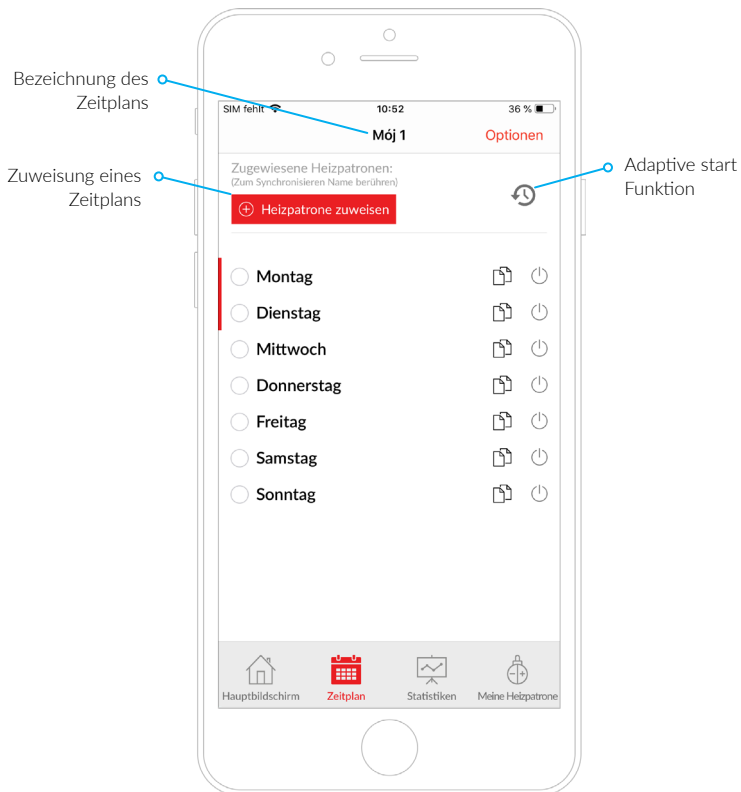 Bezeichnung des
Zeitplans
SIM fehlt 10:52 36 %
Mój 1 Optionen
Zuweisung eines
Zeitplans
Zugewiesene Heizpatronen:
(Zum Synchronisieren Name berühren)
Heizpatrone zuweisen
Adaptive start
Funktion
Montag
Dienstag
Mittwoch
Donnerstag
Freitag
Samstag
Sonntag
Hauptbildschirm Zeitplan Statistiken Meine Heizpatrone